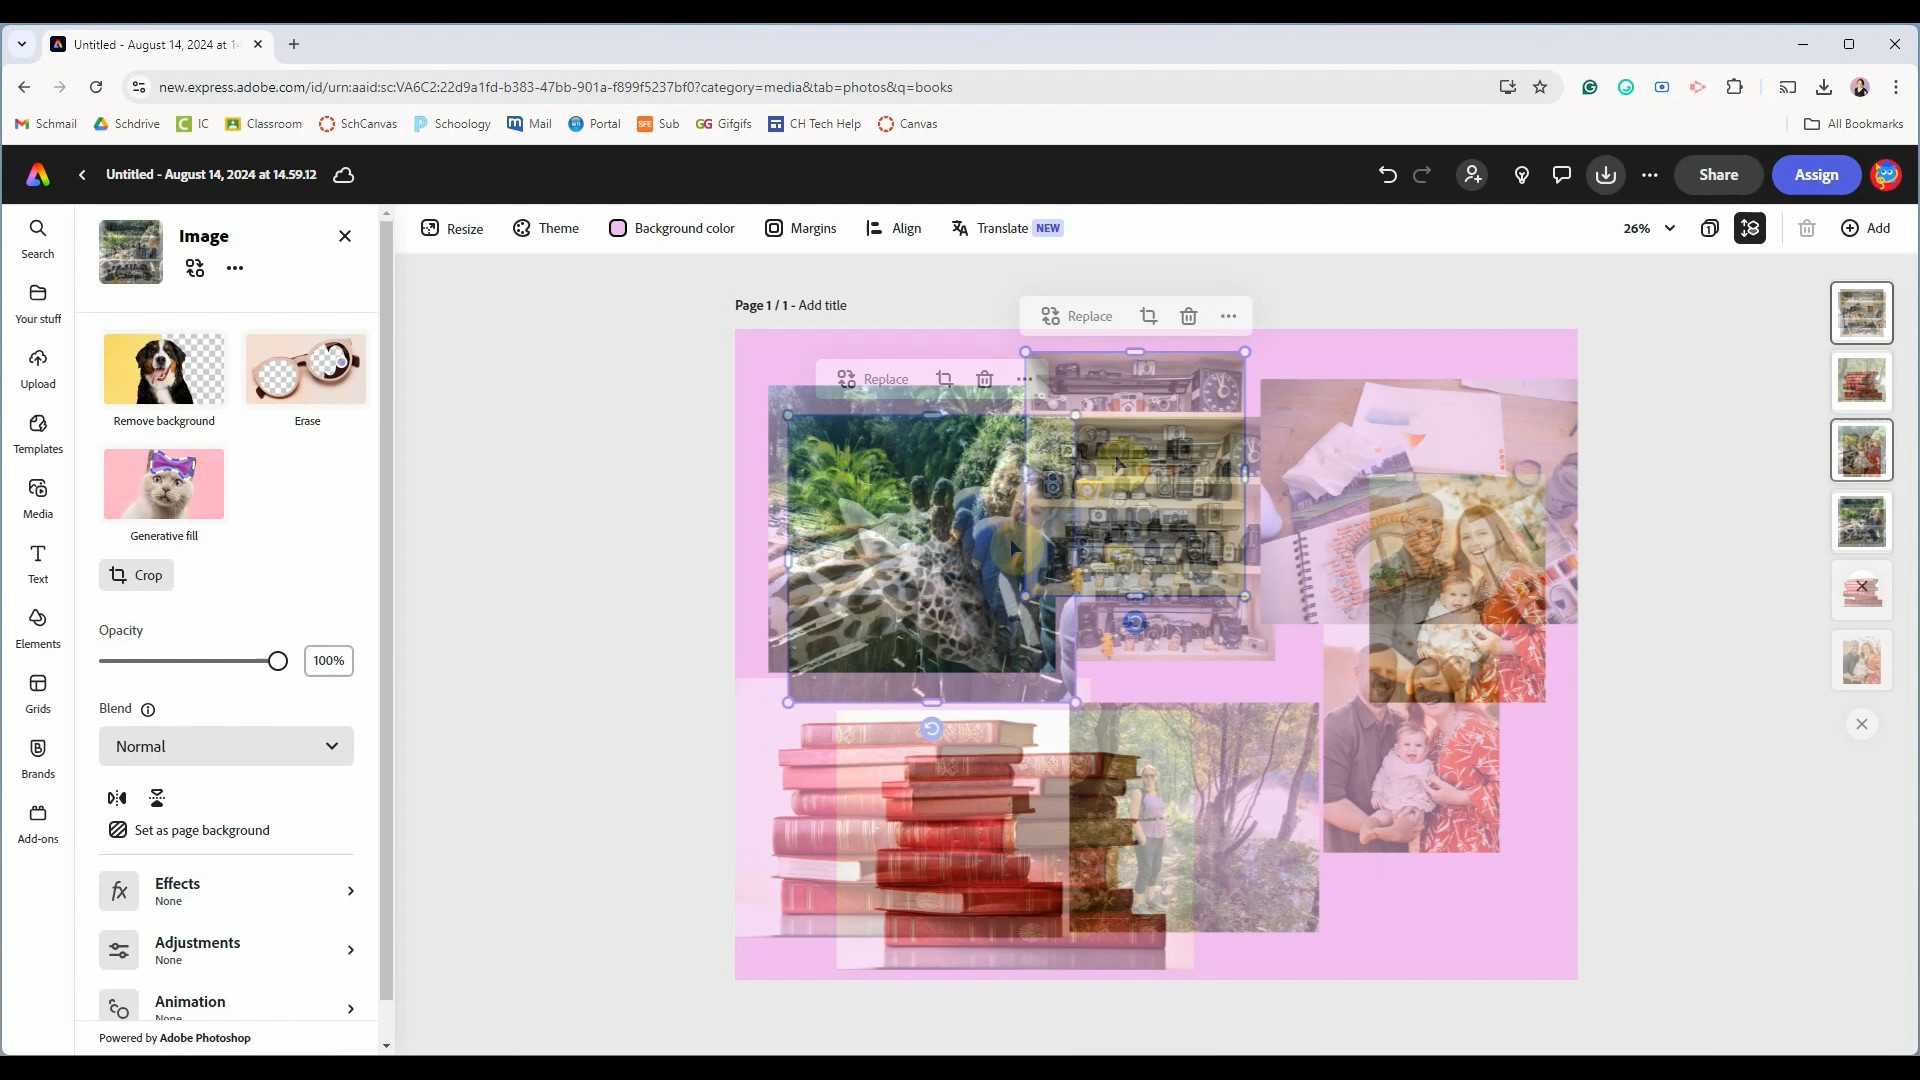 Untitled - August 14, 2024 at 14
new.express.adobe.com/id/urn:aaid:sc:VA6C2:22d9a1fd-b383-47bb-901a-f899f5237bf0?category=media&tab=photos&q=books
Schmail
Schdrive
IC
Classroom
SchCanvas
Schoology
Mail
Portal
Sub
Gifgifs
CH Tech Help
Canvas
All Bookmarks
Untitled - August 14, 2024 at 14.59.12
Share
Assign
Search
Your stuff
Upload
Templates
Media
Text
Elements
Grids
Brands
Add-ons
Image
Remove background
Erase
Generative fill
Crop
Opacity
100%
Blend
Normal
Set as page background
Effects
None
Adjustments
None
Animation
None
Powered by Adobe Photoshop
Resize
Theme
Background color
Margins
Align
Translate NEW
26%
Add
Page 1 / 1 - Add title
Replace
Replace